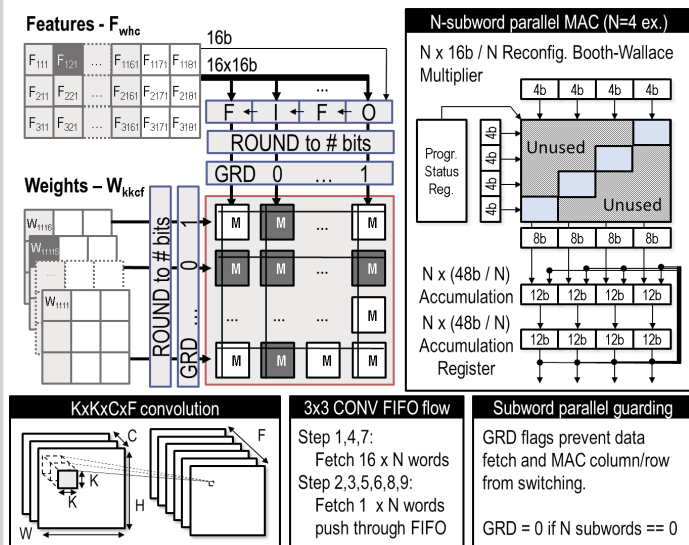 Features - Fwhc
16b
16x16b
F111 F121 … F1161 F1171 F1181
F211 F221 … F2161 F2171 F2181
F311 F321 … F3161 F3171 F3181
...
F I F O
ROUND to # bits
GRD 0 ... 1
Weights – Wkkcf
W1116
W11115
...
W1111
ROUND to # bits
GRD ... 0 1
M M ... M
M M ... M
... ... M
M M M M
N-subword parallel MAC (N=4 ex.)
N x 16b / N Reconfig. Booth-Wallace
Multiplier
4b 4b 4b 4b
Progr.
Status
Reg.
4b
4b
4b
4b
Unused
Unused
8b 8b 8b 8b
N x (48b / N)
Accumulation
12b 12b 12b 12b
N x (48b / N)
Accumulation
Register
12b 12b 12b 12b
KxKxCxF convolution
C
K
K
H
W
F
3x3 CONV FIFO flow
Step 1,4,7:
Fetch 16 x N words
Step 2,3,5,6,8,9:
Fetch 1 x N words
push through FIFO
Subword parallel guarding
GRD flags prevent data
fetch and MAC column/row
from switching.
GRD = 0 if N subwords == 0